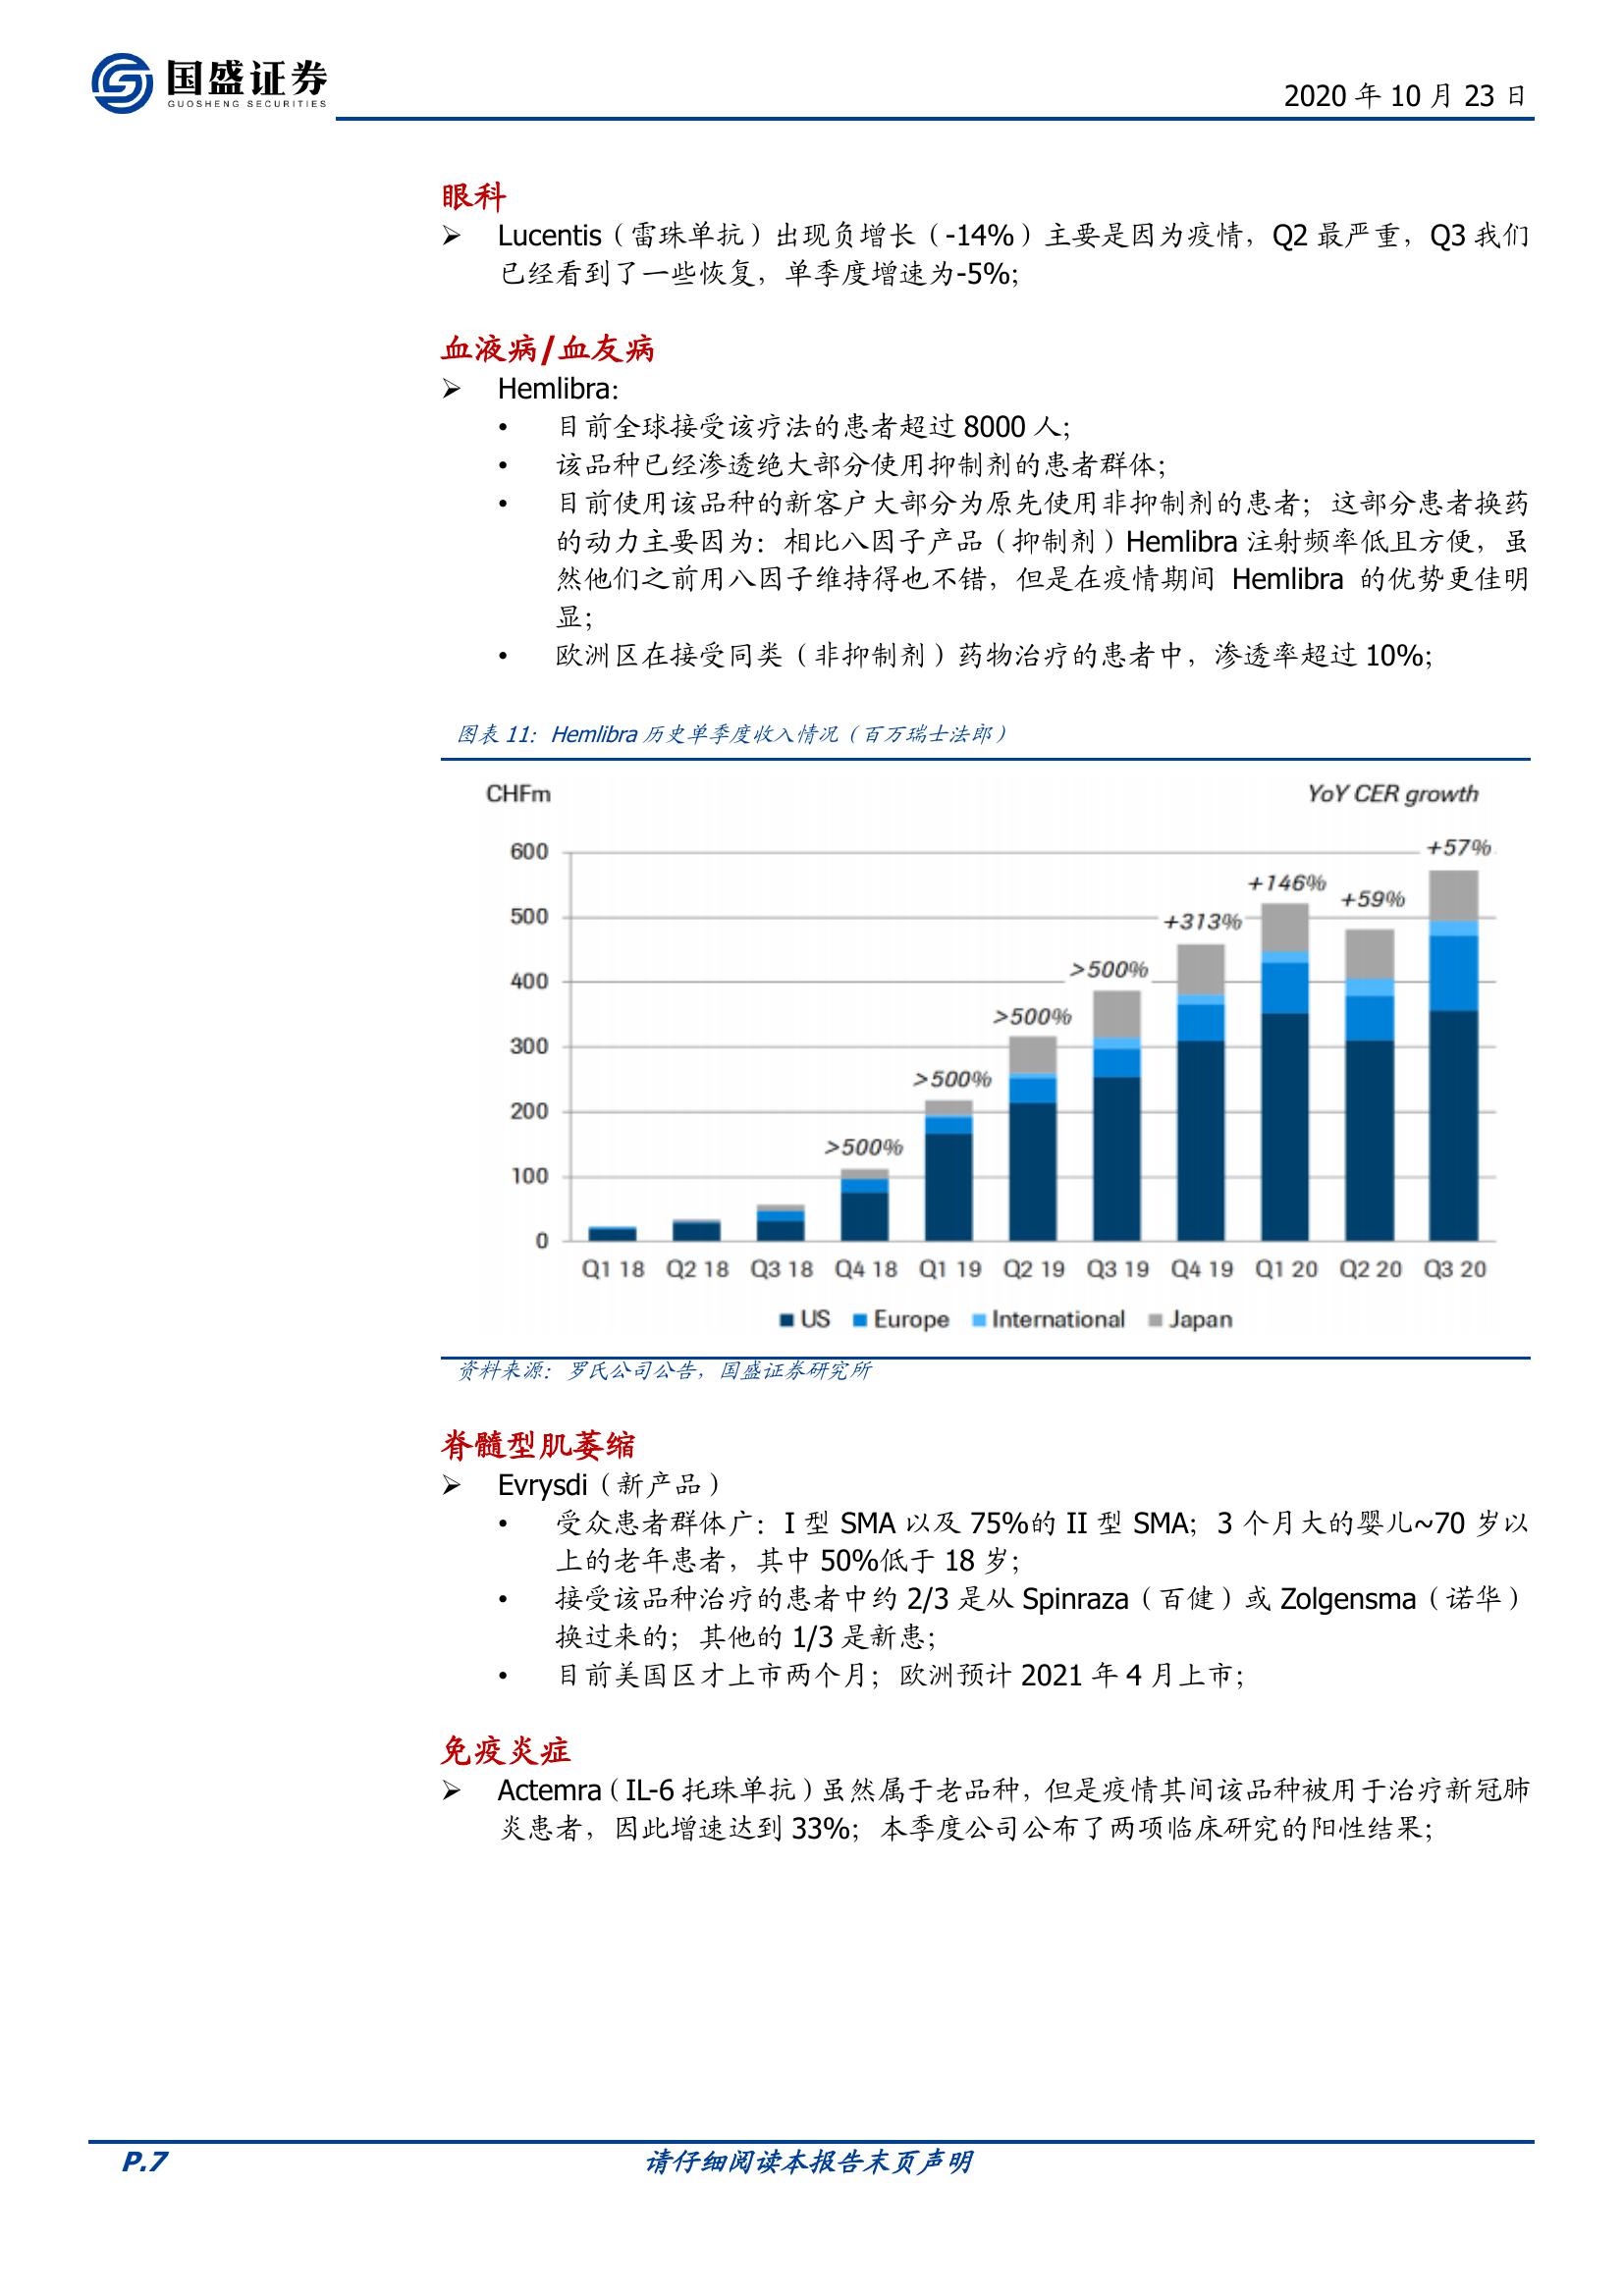 国盛证券
GUOSHENG SECURITIES
2020 年 10 月 23 日
眼科
➢ Lucentis（雷珠单抗）出现负增长（-14%）主要是因为疫情，Q2 最严重，Q3 我们
已经看到了一些恢复，单季度增速为-5%；
血液病/血友病
➢ Hemlibra：
• 目前全球接受该疗法的患者超过 8000 人；
• 该品种已经渗透绝大部分使用抑制剂的患者群体；
• 目前使用该品种的新客户大部分为原先使用非抑制剂的患者；这部分患者换药
的动力主要因为：相比八因子产品（抑制剂）Hemlibra 注射频率低且方便，虽
然他们之前用八因子维持得也不错，但是在疫情期间 Hemlibra 的优势更佳明
显；
• 欧洲区在接受同类（非抑制剂）药物治疗的患者中，渗透率超过 10%；
图表 11：Hemlibra 历史单季度收入情况（百万瑞士法郎）
CHFm YoY CER growth
600 +57%
+146%
+59%
500
+313%
400 >500%
>500%
300
>500%
200
>500%
100
0
Q1 18 Q2 18 Q3 18 Q4 18 Q1 19 Q2 19 Q3 19 Q4 19 Q1 20 Q2 20 Q3 20
US Europe International Japan
资料来源：罗氏公司公告，国盛证券研究所
脊髓型肌萎缩
➢ Evrysdi（新产品）
• 受众患者群体广：I 型 SMA 以及 75%的 II 型 SMA；3 个月大的婴儿~70 岁以
上的老年患者，其中 50%低于 18 岁；
• 接受该品种治疗的患者中约 2/3 是从 Spinraza（百健）或 Zolgensma（诺华）
换过来的；其他的 1/3 是新患；
• 目前美国区才上市两个月；欧洲预计 2021 年 4 月上市；
免疫炎症
➢ Actemra（IL-6 托珠单抗）虽然属于老品种，但是疫情其间该品种被用于治疗新冠肺
炎患者，因此增速达到 33%；本季度公司公布了两项临床研究的阳性结果；
P.7 请仔细阅读本报告末页声明